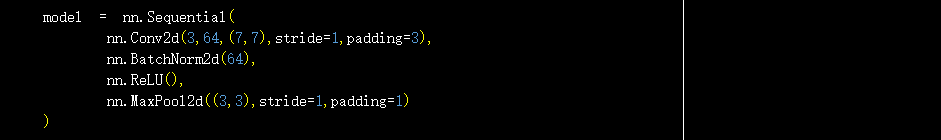 model = nn.Sequential(
nn.Conv2d(3,64,(7,7),stride=1,padding=3),
nn.BatchNorm2d(64),
nn.ReLU(),
nn.MaxPool2d((3,3),stride=1,padding=1)
)